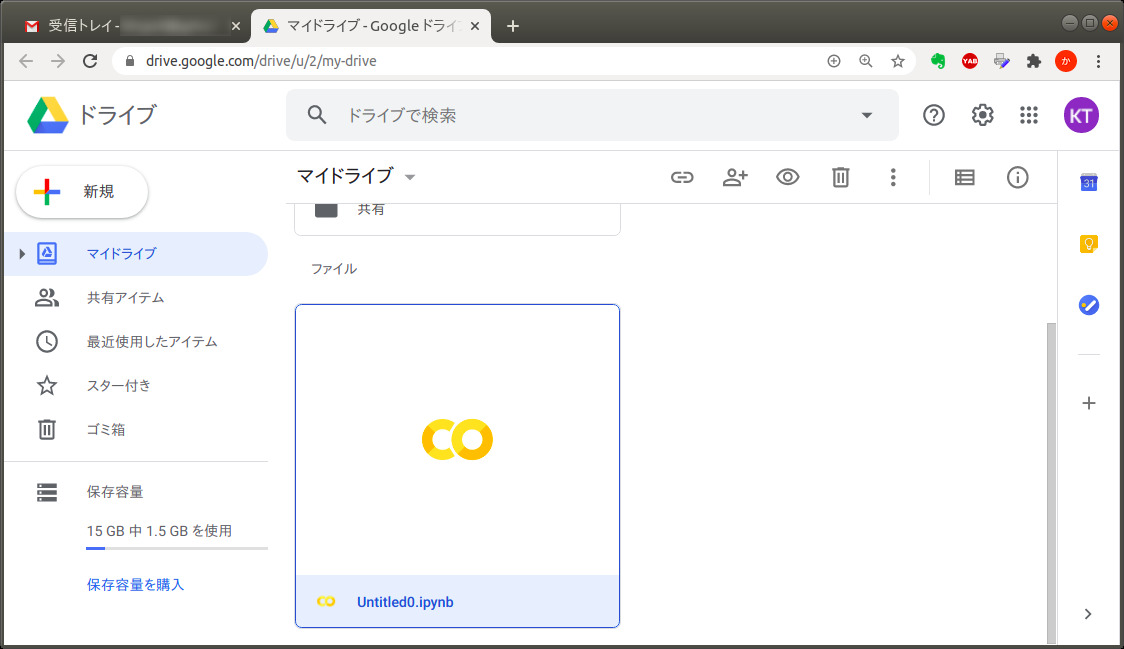 受信トレイ -
マイドライブ - Google ドライ
drive.google.com/drive/u/2/my-drive
YAB
か
ドライブ
ドライブで検索
KT
新規
マイドライブ
31
共有
マイドライブ
ファイル
共有アイテム
最近使用したアイテム
スター付き
ゴミ箱
保存容量
15 GB 中 1.5 GB を使用
保存容量を購入
Untitled0.ipynb